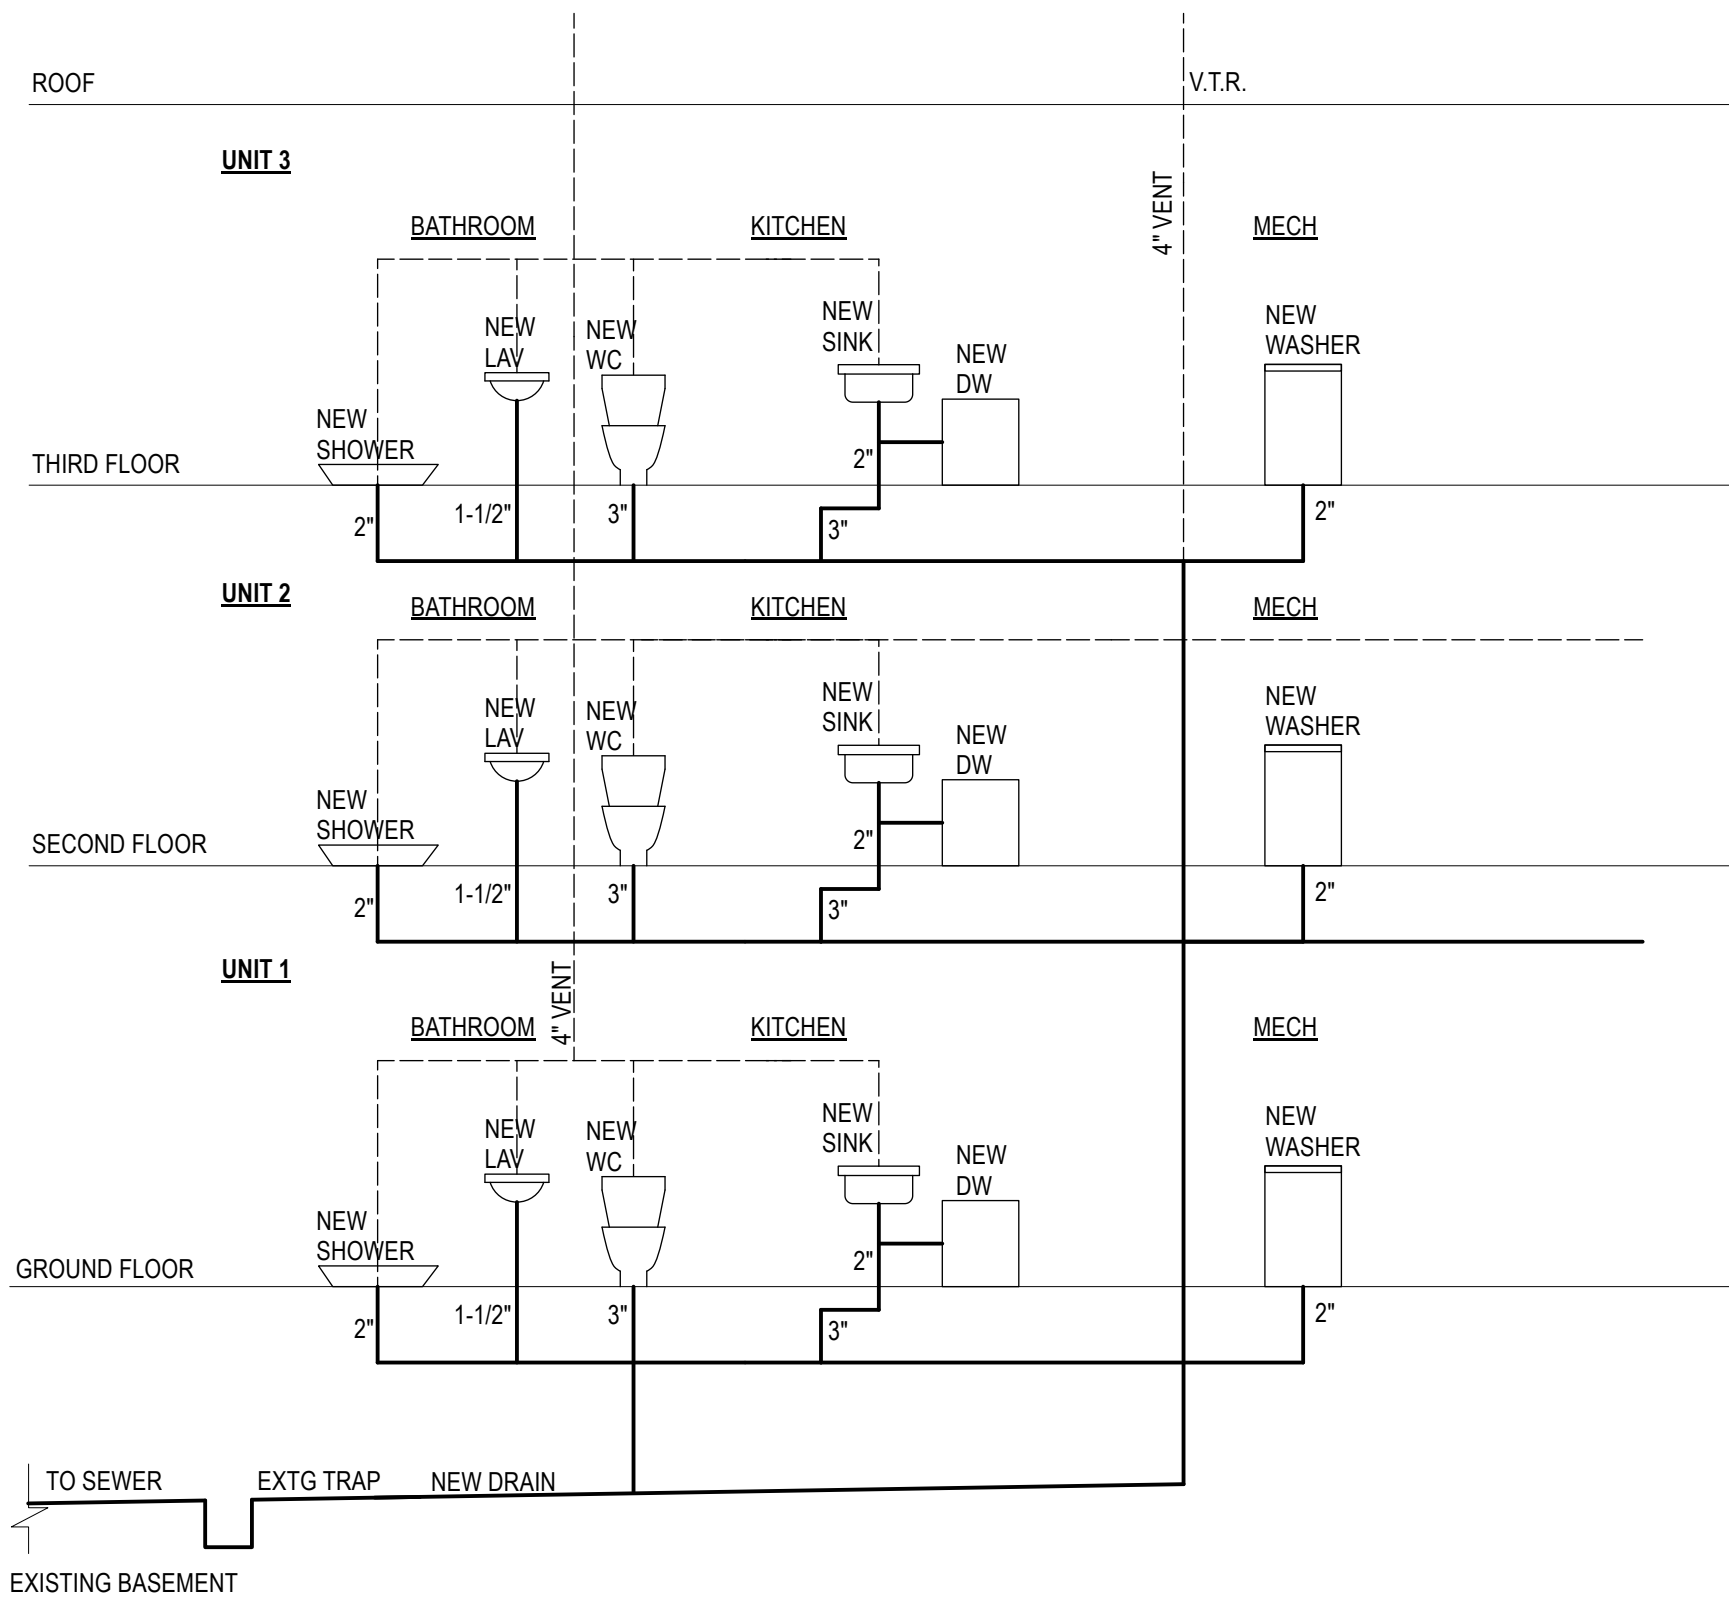 ROOF
V.T.R.
UNIT 3
4" VENT
BATHROOM
KITCHEN
MECH
NEW
SINK
NEW
WASHER
NEW
LAV
NEW
WC
NEW
DW
NEW
SHOWER
THIRD FLOOR
2"
2"
1-1/2"
3"
3"
2"
UNIT 2
BATHROOM
KITCHEN
MECH
NEW
SINK
NEW
WASHER
NEW
LAV
NEW
WC
NEW
DW
NEW
SHOWER
SECOND FLOOR
2"
2"
1-1/2"
3"
3"
2"
UNIT 1
4" VENT
BATHROOM
KITCHEN
MECH
NEW
SINK
NEW
WASHER
NEW
LAV
NEW
WC
NEW
DW
NEW
SHOWER
GROUND FLOOR
2"
2"
1-1/2"
3"
3"
2"
TO SEWER
EXTG TRAP
NEW DRAIN
EXISTING BASEMENT